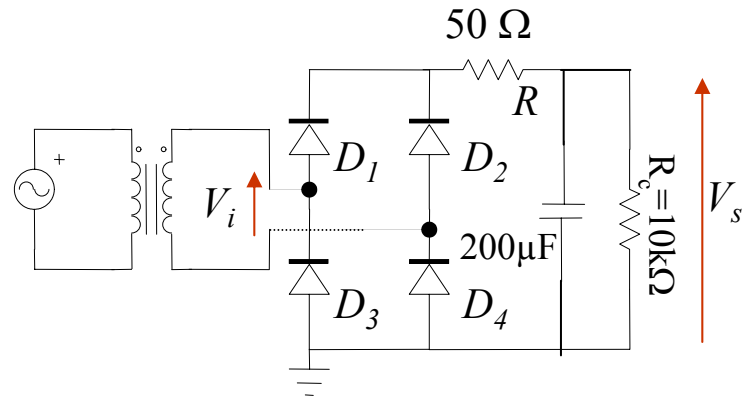 50 Ω
R
+
D1
D2
Vi
Rc=10kΩ
Vs
200µF
D3
D4